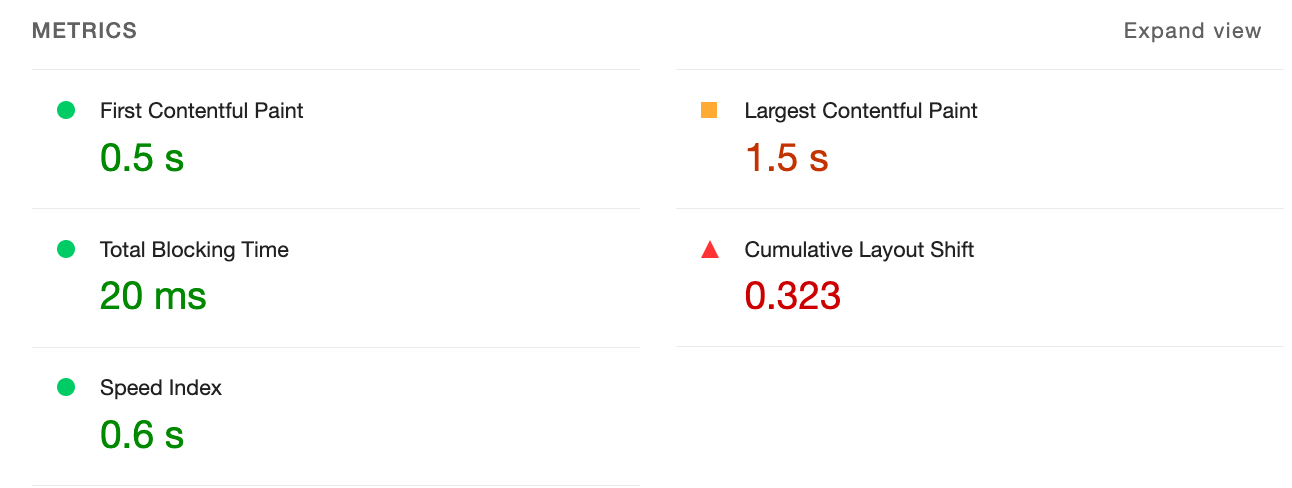 METRICS
Expand view
First Contentful Paint
0.5 s
Largest Contentful Paint
1.5 s
Total Blocking Time
20 ms
Cumulative Layout Shift
0.323
Speed Index
0.6 s